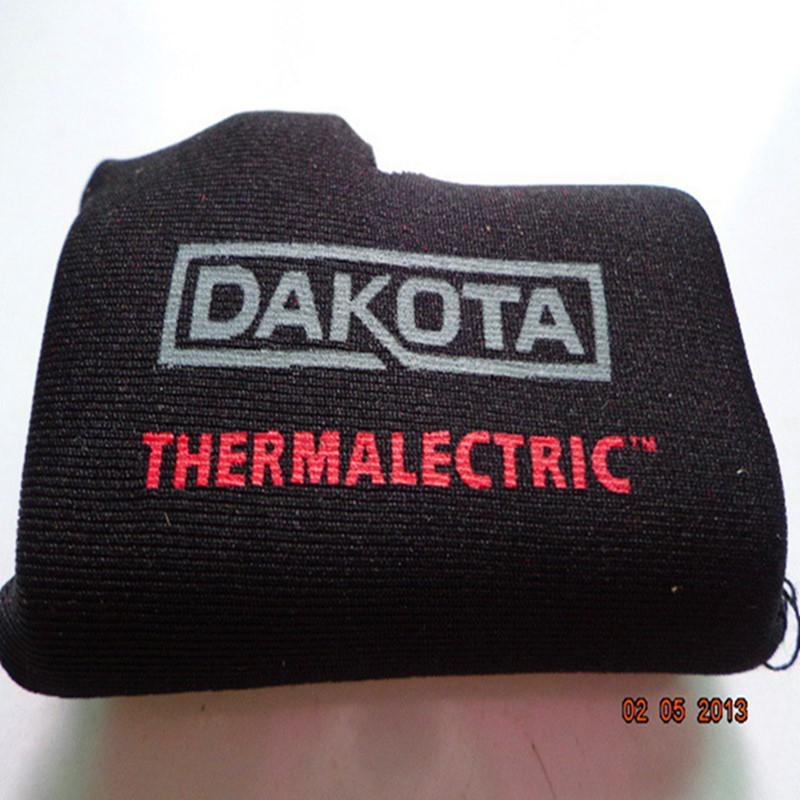 DAKOTA
THERMALECTRIC™
02 05 2013